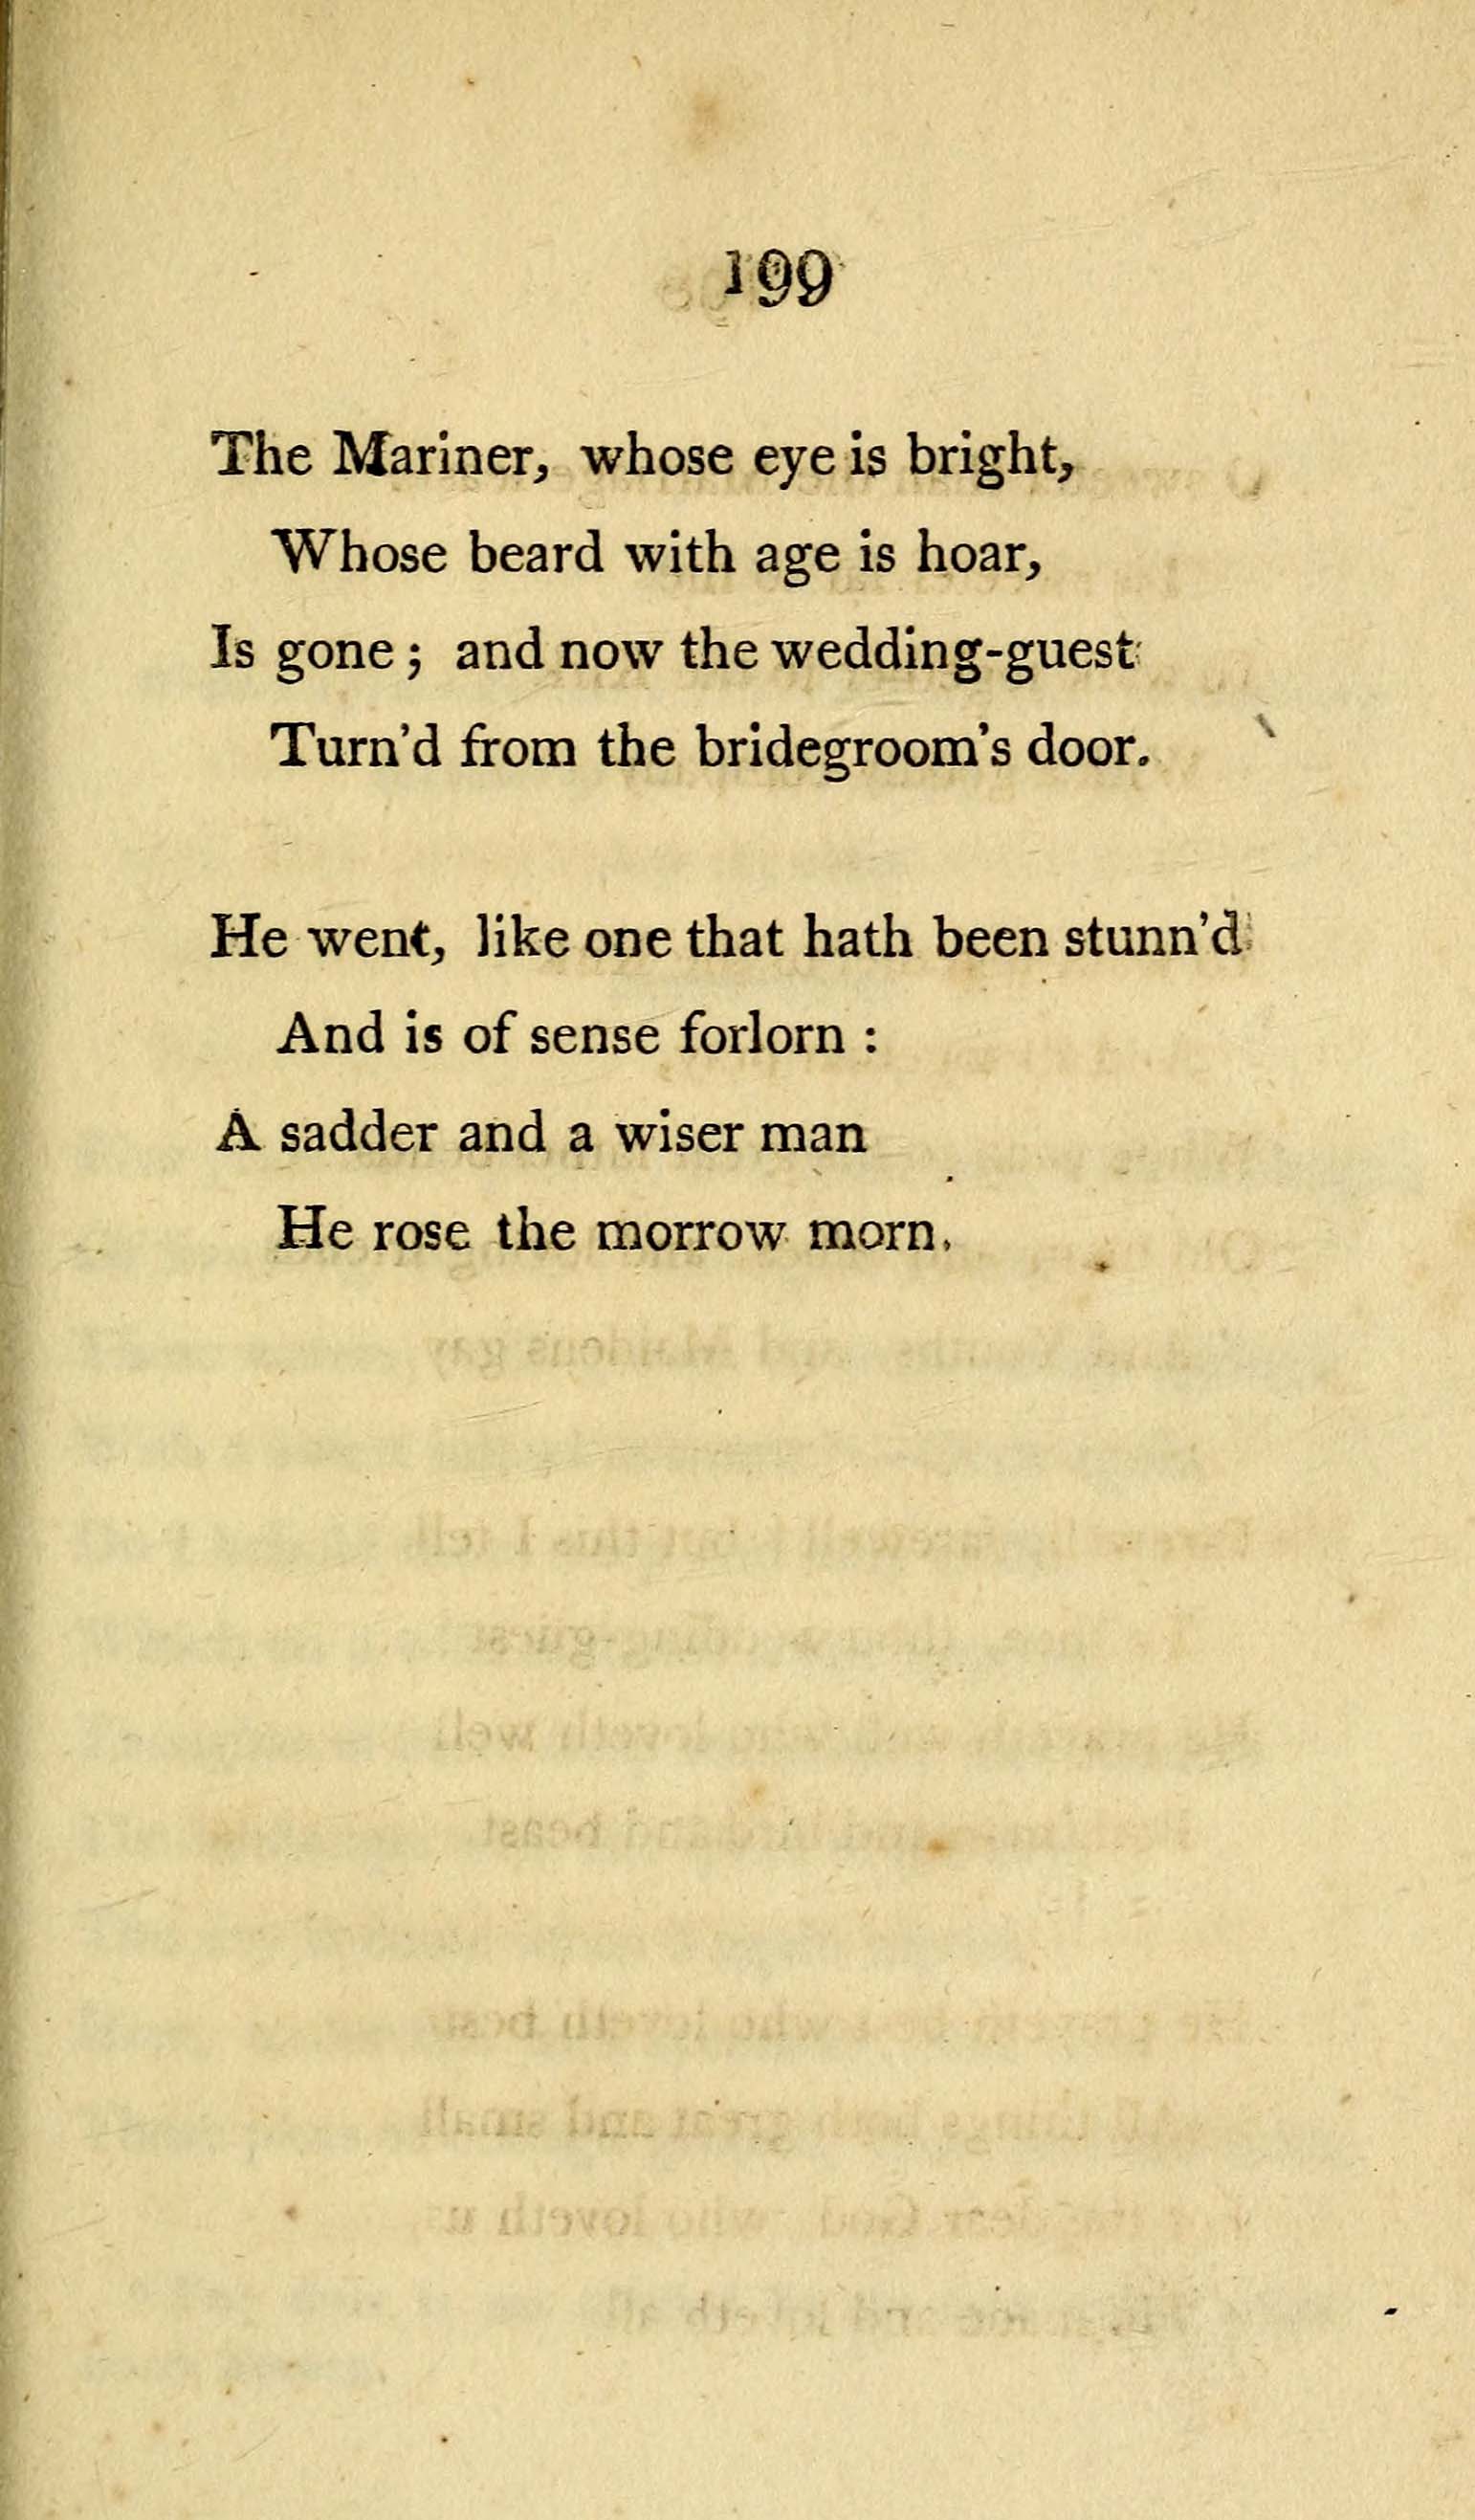 199
The Mariner, whose eye is bright,
Whose beard with age is hoar,
Is gone ; and now the wedding-guest
Turn'd from the bridegroom's door.
He went, like one that hath been stunn'd
And is of sense forlorn :
A sadder and a wiser man
He rose the morrow morn.